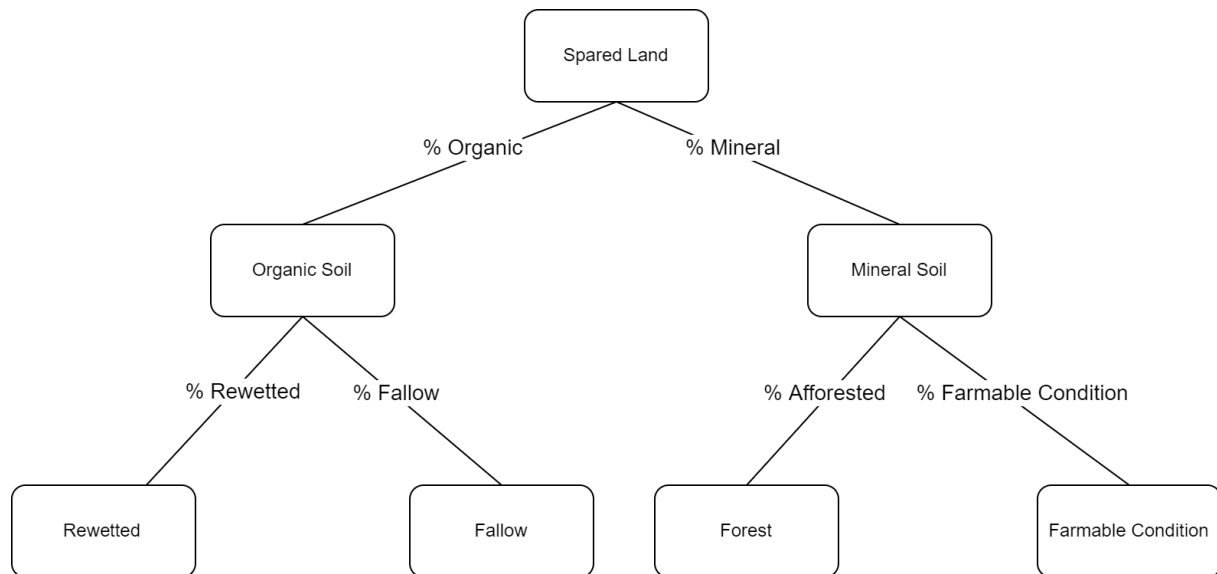 Spared Land
% Organic
% Mineral
Organic Soil
Mineral Soil
% Rewetted
% Fallow
% Afforested
% Farmable Condition
Rewetted
Fallow
Forest
Farmable Condition